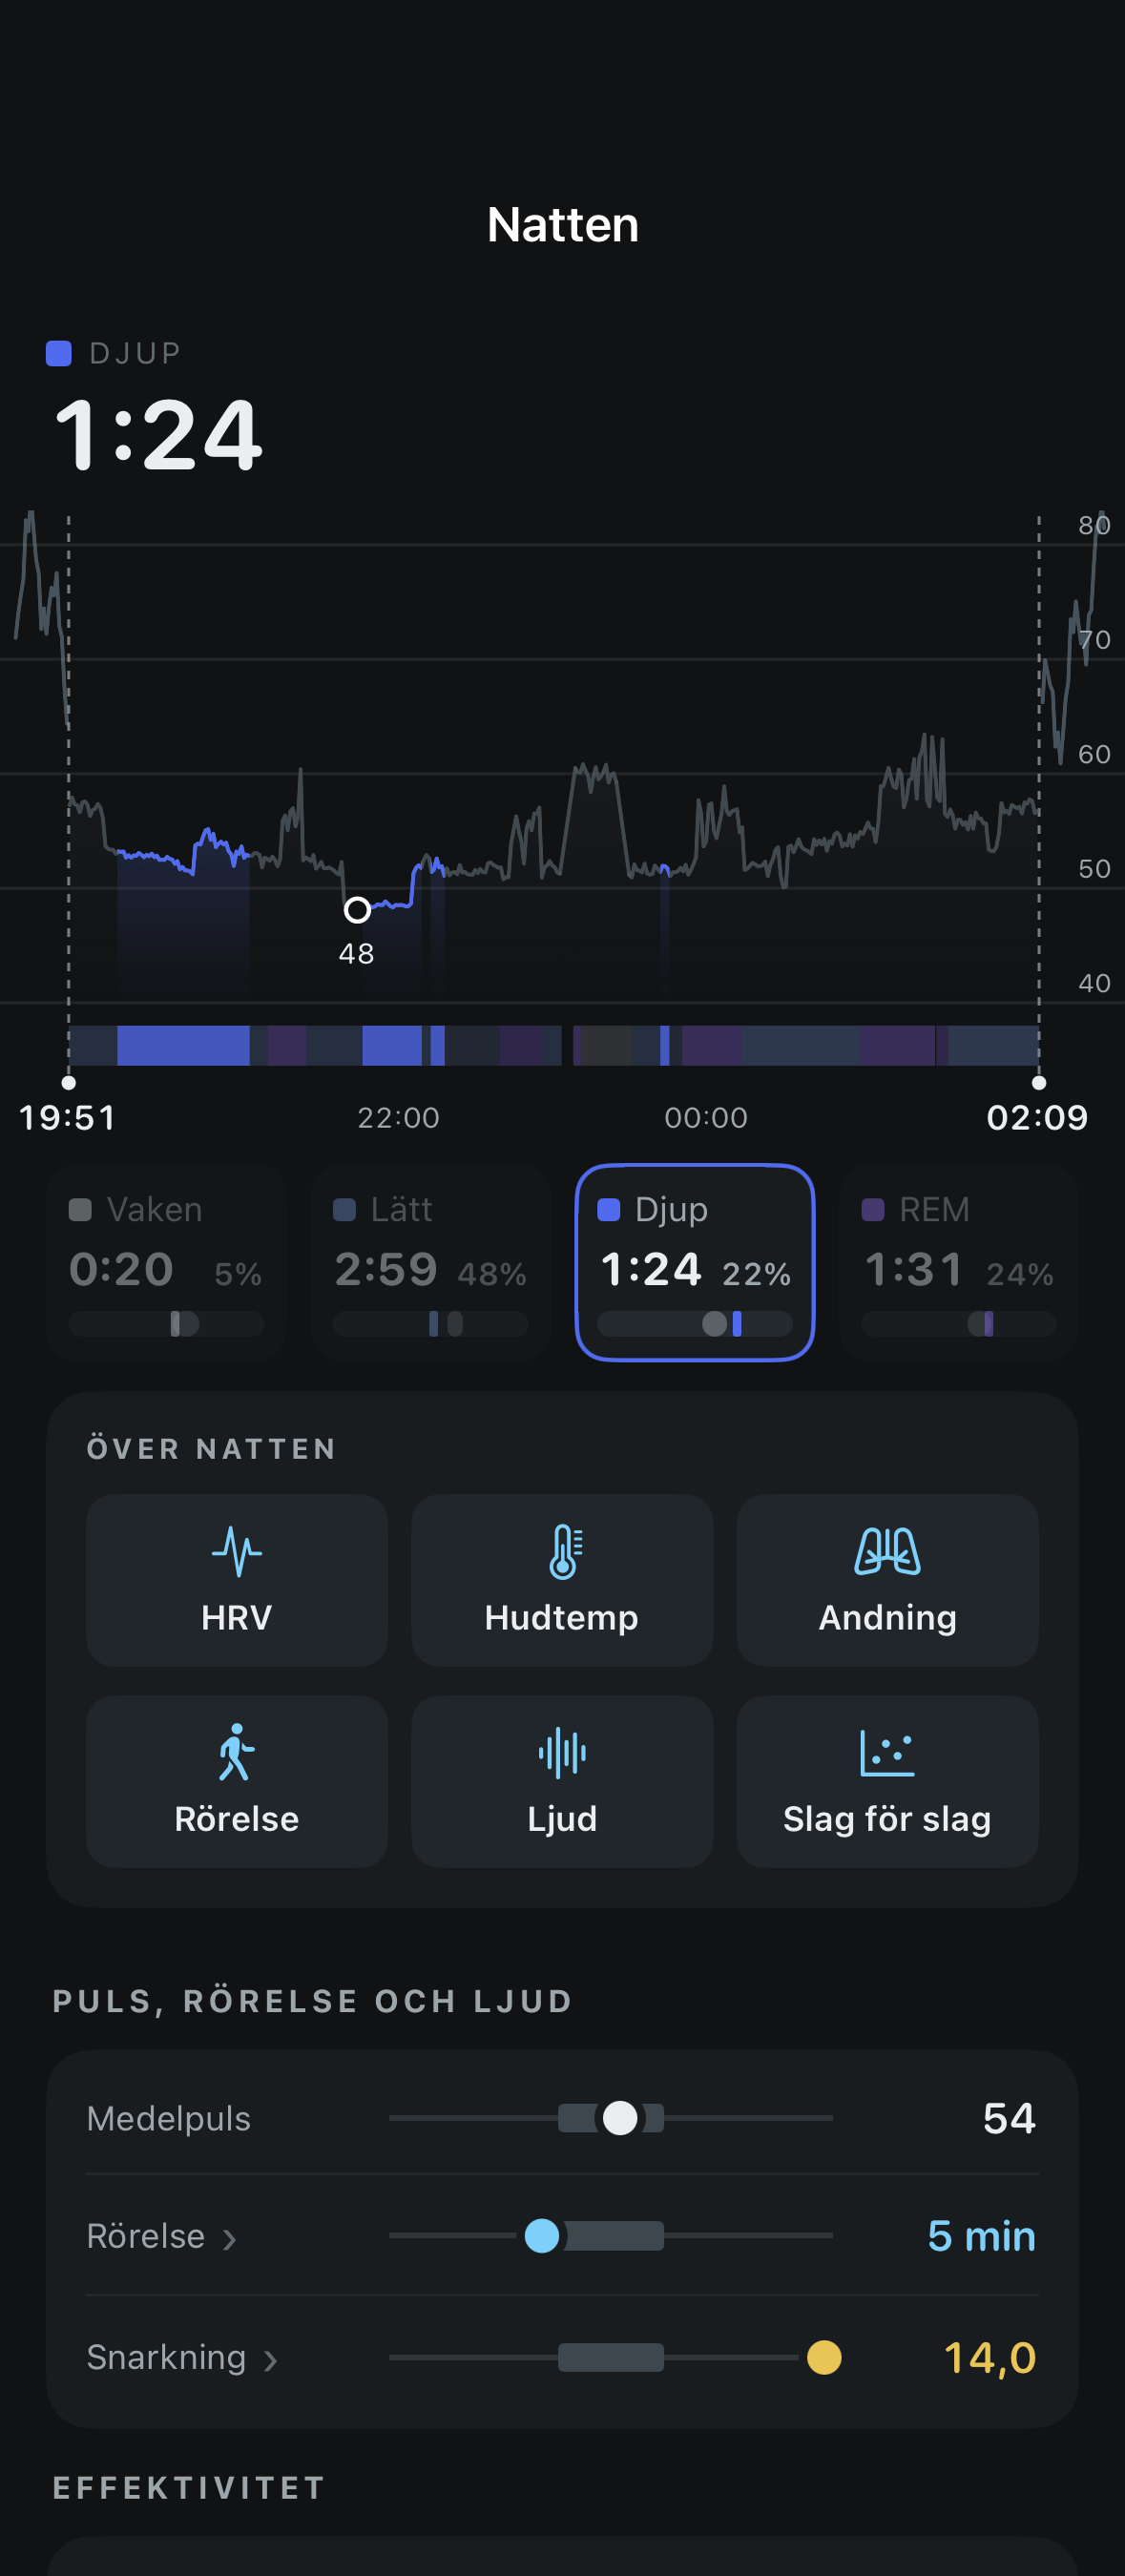 Natten
DJUP
1:24
80
70
60
50
48
40
19:51 22:00 00:00 02:09
Vaken Lätt Djup REM
0:20 5% 2:59 48% 1:24 22% 1:31 24%
ÖVER NATTEN
HRV Hudtemp Andning
Rörelse Ljud Slag för slag
PULS, RÖRELSE OCH LJUD
Medelpuls 54
Rörelse › 5 min
Snarkning › 14,0
EFFEKTIVITET